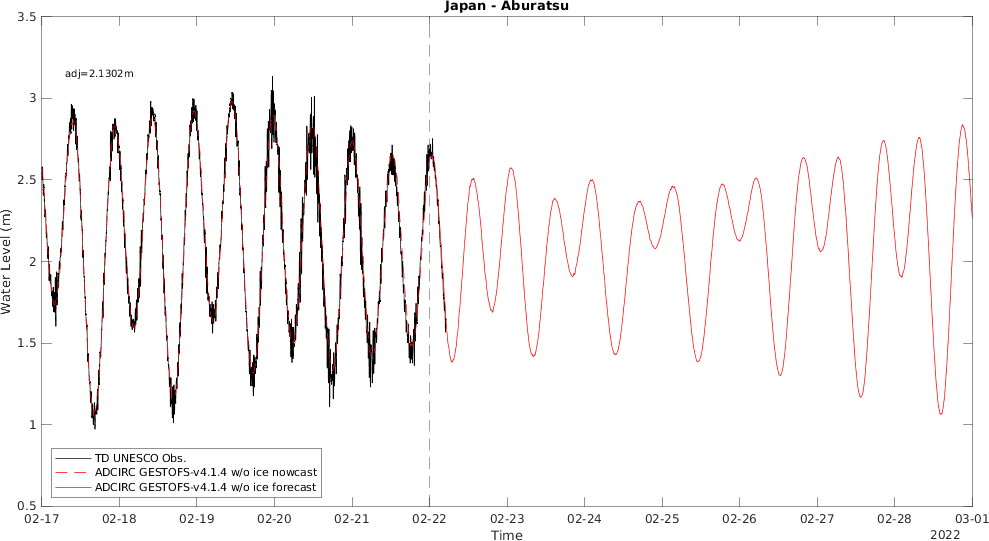 Japan - Aburatsu
3.5
adj=2.1302m
3
2.5
Water Level (m)
2
1.5
1
TD UNESCO Obs.
ADCIRC GESTOFS-v4.1.4 w/o ice nowcast
ADCIRC GESTOFS-v4.1.4 w/o ice forecast
0.5
02-17 02-18 02-19 02-20 02-21 02-22 02-23 02-24 02-25 02-26 02-27 02-28 03-01
Time
2022